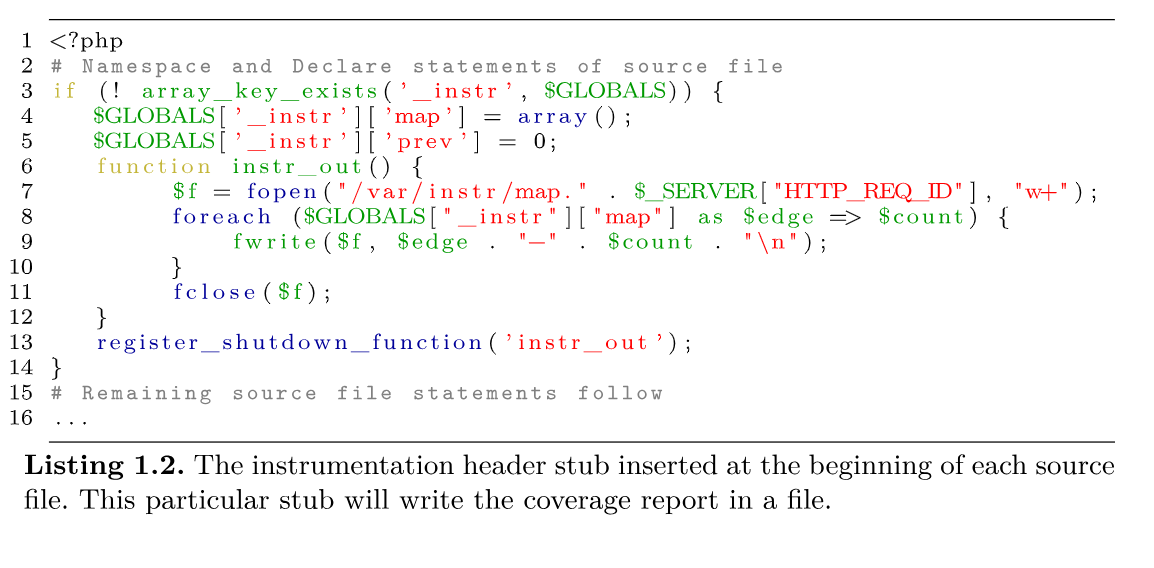 1 <?php
2 # Namespace and Declare statements of source file
3 if (! array_key_exists('_instr', $GLOBALS)) {
4 $GLOBALS['_instr']['map'] = array();
5 $GLOBALS['_instr']['prev'] = 0;
6 function instr_out() {
7 $f = fopen("/var/instr/map." . $_SERVER["HTTP_REQ_ID"], "w+");
8 foreach ($GLOBALS["_instr"]["map"] as $edge => $count) {
9 fwrite($f, $edge . "-" . $count . "\n");
10 }
11 fclose($f);
12 }
13 register_shutdown_function('instr_out');
14 }
15 # Remaining source file statements follow
16 ...
Listing 1.2. The instrumentation header stub inserted at the beginning of each source
file. This particular stub will write the coverage report in a file.